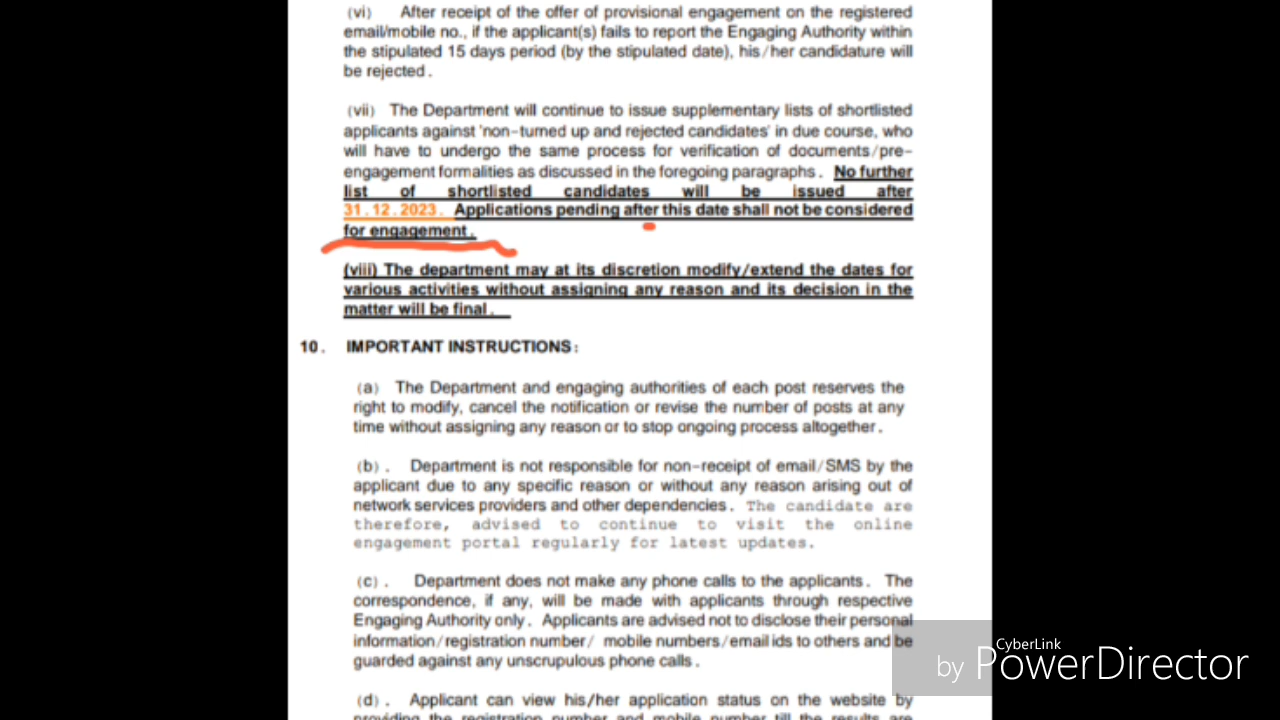 (vi) After receipt of the offer of provisional engagement on the registered
email/mobile no., if the applicant(s) fails to report the Engaging Authority within
the stipulated 15 days period (by the stipulated date), his/her candidature will
be rejected.
(vii) The Department will continue to issue supplementary lists of shortlisted
applicants against 'non-turned up and rejected candidates' in due course, who
will have to undergo the same process for verification of documents/pre-
engagement formalities as discussed in the foregoing paragraphs. No further
list of shortlisted candidates will be issued after
31.12.2023. Applications pending after this date shall not be considered
for engagement.
(viii) The department may at its discretion modify/extend the dates for
various activities without assigning any reason and its decision in the
matter will be final.
10. IMPORTANT INSTRUCTIONS:
(a) The Department and engaging authorities of each post reserves the
right to modify, cancel the notification or revise the number of posts at any
time without assigning any reason or to stop ongoing process altogether.
(b). Department is not responsible for non-receipt of email/SMS by the
applicant due to any specific reason or without any reason arising out of
network services providers and other dependencies. The candidate are
therefore, advised to continue to visit the online
engagement portal regularly for latest updates.
(c). Department does not make any phone calls to the applicants. The
correspondence, if any, will be made with applicants through respective
Engaging Authority only. Applicants are advised not to disclose their personal
information/registration number/ mobile numbers/email ids to others and be
guarded against any unscrupulous phone calls.
(d). Applicant can view his/her application status on the website by
providing the registration number and mobile number till the results are
CyberLink
by PowerDirector